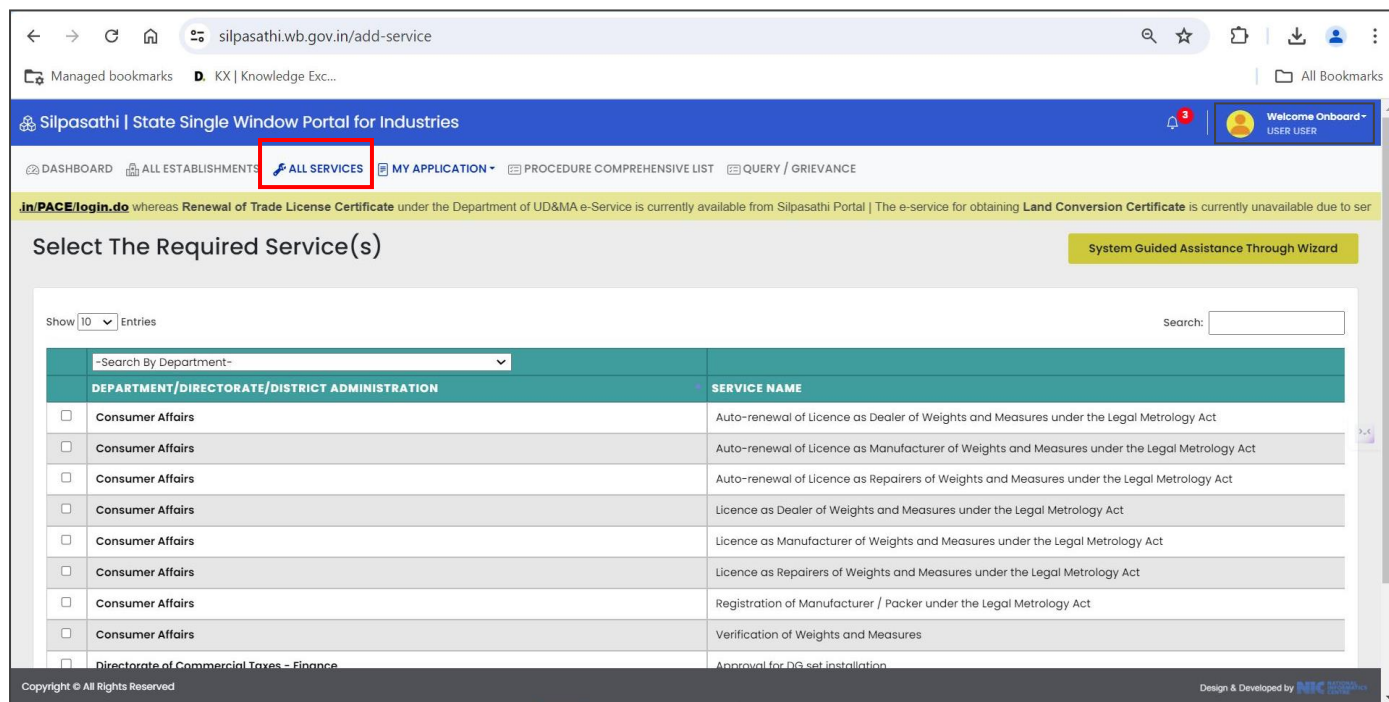 silpasathi.wb.gov.in/add-service
Managed bookmarks D. KX | Knowledge Exc... All Bookmarks
Silpasathi | State Single Window Portal for Industries 3 Welcome Onboard
USER USER
DASHBOARD ALL ESTABLISHMENTS ALL SERVICES MY APPLICATION PROCEDURE COMPREHENSIVE LIST QUERY / GRIEVANCE
.in/PACE/login.do whereas Renewal of Trade License Certificate under the Department of UD&MA e-Service is currently available from Silpasathi Portal | The e-service for obtaining Land Conversion Certificate is currently unavailable due to ser
Select The Required Service(s) System Guided Assistance Through Wizard
Show 10 Entries Search:
-Search By Department-
DEPARTMENT/DIRECTORATE/DISTRICT ADMINISTRATION SERVICE NAME
Consumer Affairs Auto-renewal of Licence as Dealer of Weights and Measures under the Legal Metrology Act
Consumer Affairs Auto-renewal of Licence as Manufacturer of Weights and Measures under the Legal Metrology Act
Consumer Affairs Auto-renewal of Licence as Repairers of Weights and Measures under the Legal Metrology Act
Consumer Affairs Licence as Dealer of Weights and Measures under the Legal Metrology Act
Consumer Affairs Licence as Manufacturer of Weights and Measures under the Legal Metrology Act
Consumer Affairs Licence as Repairers of Weights and Measures under the Legal Metrology Act
Consumer Affairs Registration of Manufacturer / Packer under the Legal Metrology Act
Consumer Affairs Verification of Weights and Measures
Directorate of Commercial Taxes - Finance Approval for DG set installation
Copyright © All Rights Reserved Design & Developed by NIC